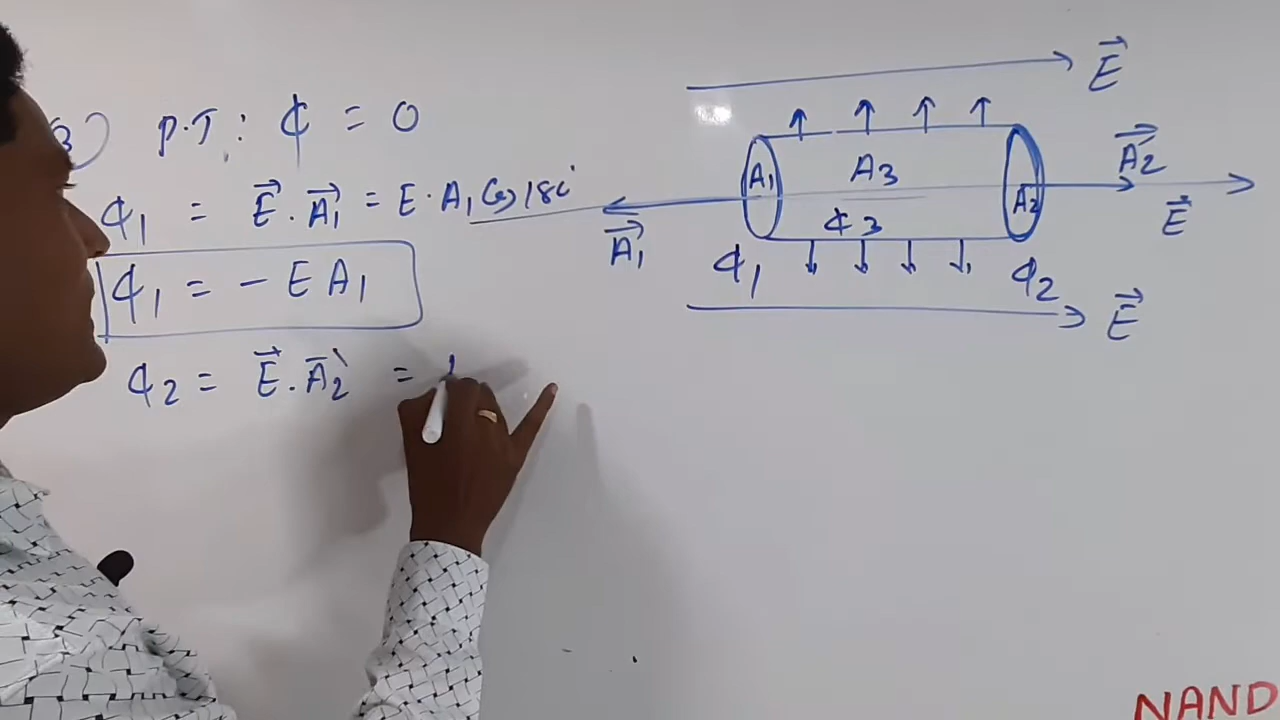 3) P.T : ϕ = 0
ϕ₁ = E⃗ . A⃗₁ = E . A₁ Cos 180°
ϕ₁ = - E A₁
ϕ₂ = E⃗ . A⃗₂ =
E⃗
A⃗₂
A₁ A₃ A₂
E⃗
A⃗₁ ϕ₃
ϕ₁ ϕ₂
E⃗
NAND